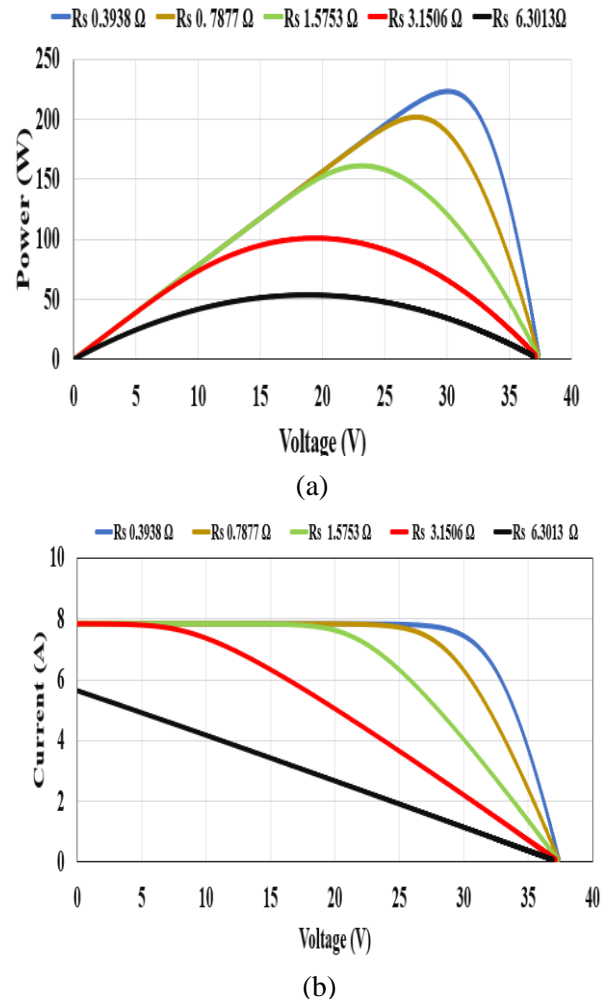 Rs 0.3938 Ω Rs 0. 7877 Ω Rs 1.5753 Ω Rs 3.1506 Ω Rs 6.3013Ω
250
200
150
100
50
0
Power (W)
0 5 10 15 20 25 30 35 40
Voltage (V)
(a)
Rs 0.3938 Ω Rs 0.7877 Ω Rs 1.5753 Ω Rs 3.1506 Ω Rs 6.3013 Ω
10
8
6
4
2
0
Current (A)
0 5 10 15 20 25 30 35 40
Voltage (V)
(b)